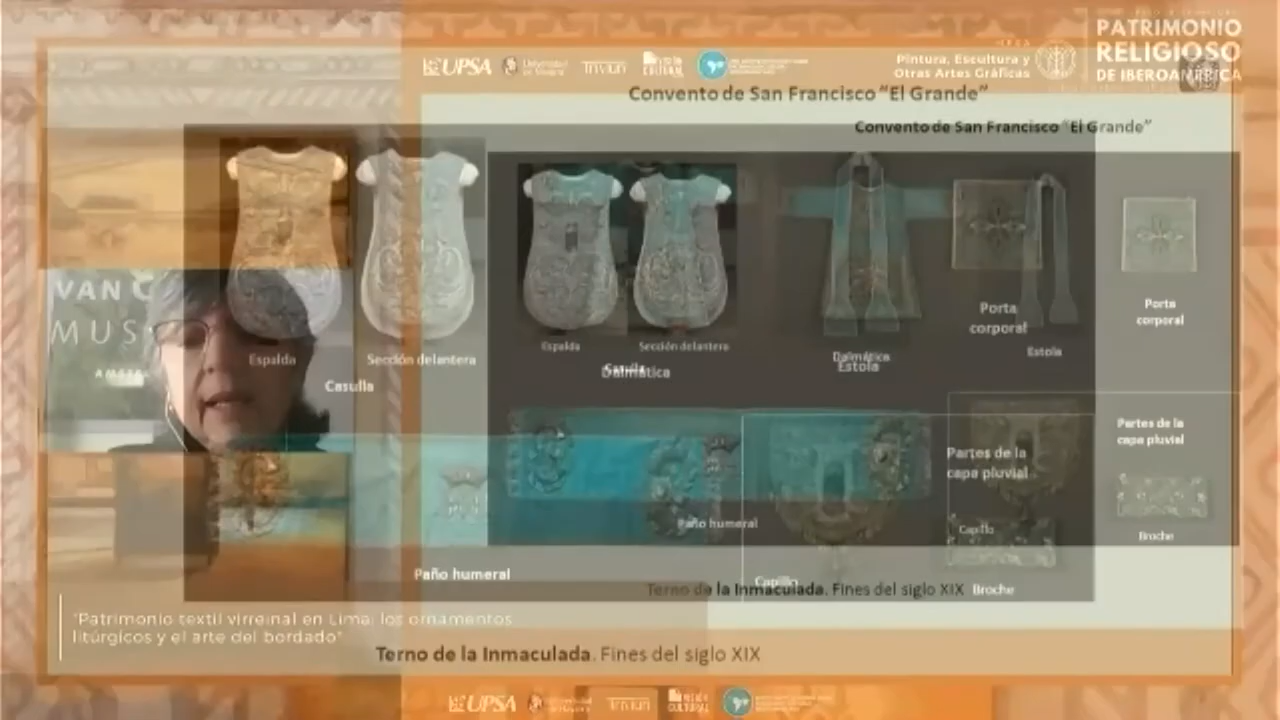 PATRIMONIO
RELIGIOSO
DE IBEROAMÉRICA
Pintura, Escultura y
Otras Artes Gráficas
UPSA
Convento de San Francisco “El Grande”
Convento de San Francisco “El Grande”
VAN
MUS
Espalda
Sección delantera
Casulla
Espalda
Sección delantera
Dalmática
Dalmática
Estola
Porta
corporal
Estola
Porta
corporal
Partes de la
capa pluvial
Partes de la
capa pluvial
Paño humeral
Capillo
Broche
Paño humeral
Capillo
Broche
Terno de la Inmaculada. Fines del siglo XIX
"Patrimonio textil virreinal en Lima: los ornamentos
litúrgicos y el arte del bordado"
Terno de la Inmaculada. Fines del siglo XIX
UPSA